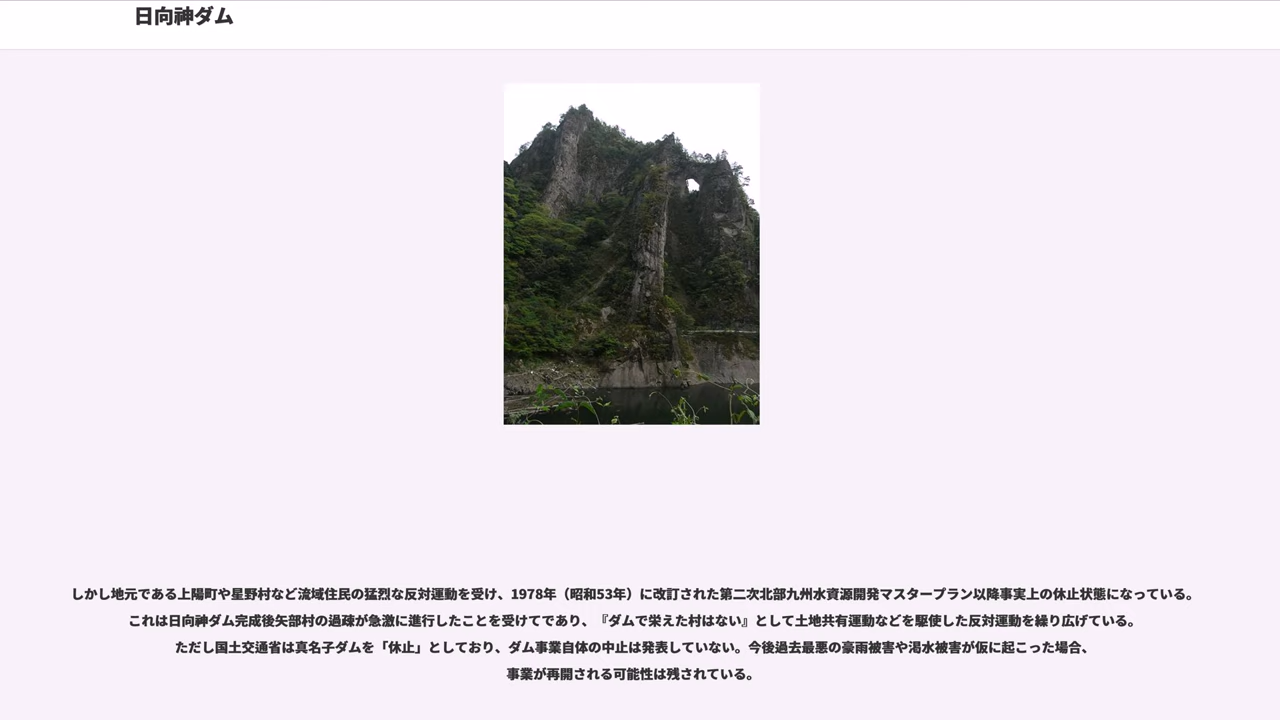 日向神ダム
しかし地元である上陽町や星野村など流域住民の猛烈な反対運動を受け、1978年（昭和53年）に改訂された第二次北部九州水資源開発マスタープラン以降事実上の休止状態になっている。
これは日向神ダム完成後矢部村の過疎が急激に進行したことを受けてであり、『ダムで栄えた村はない』として土地共有運動などを駆使した反対運動を繰り広げている。
ただし国土交通省は真名子ダムを「休止」としており、ダム事業自体の中止は発表していない。今後過去最悪の豪雨被害や渇水被害が仮に起こった場合、
事業が再開される可能性は残されている。